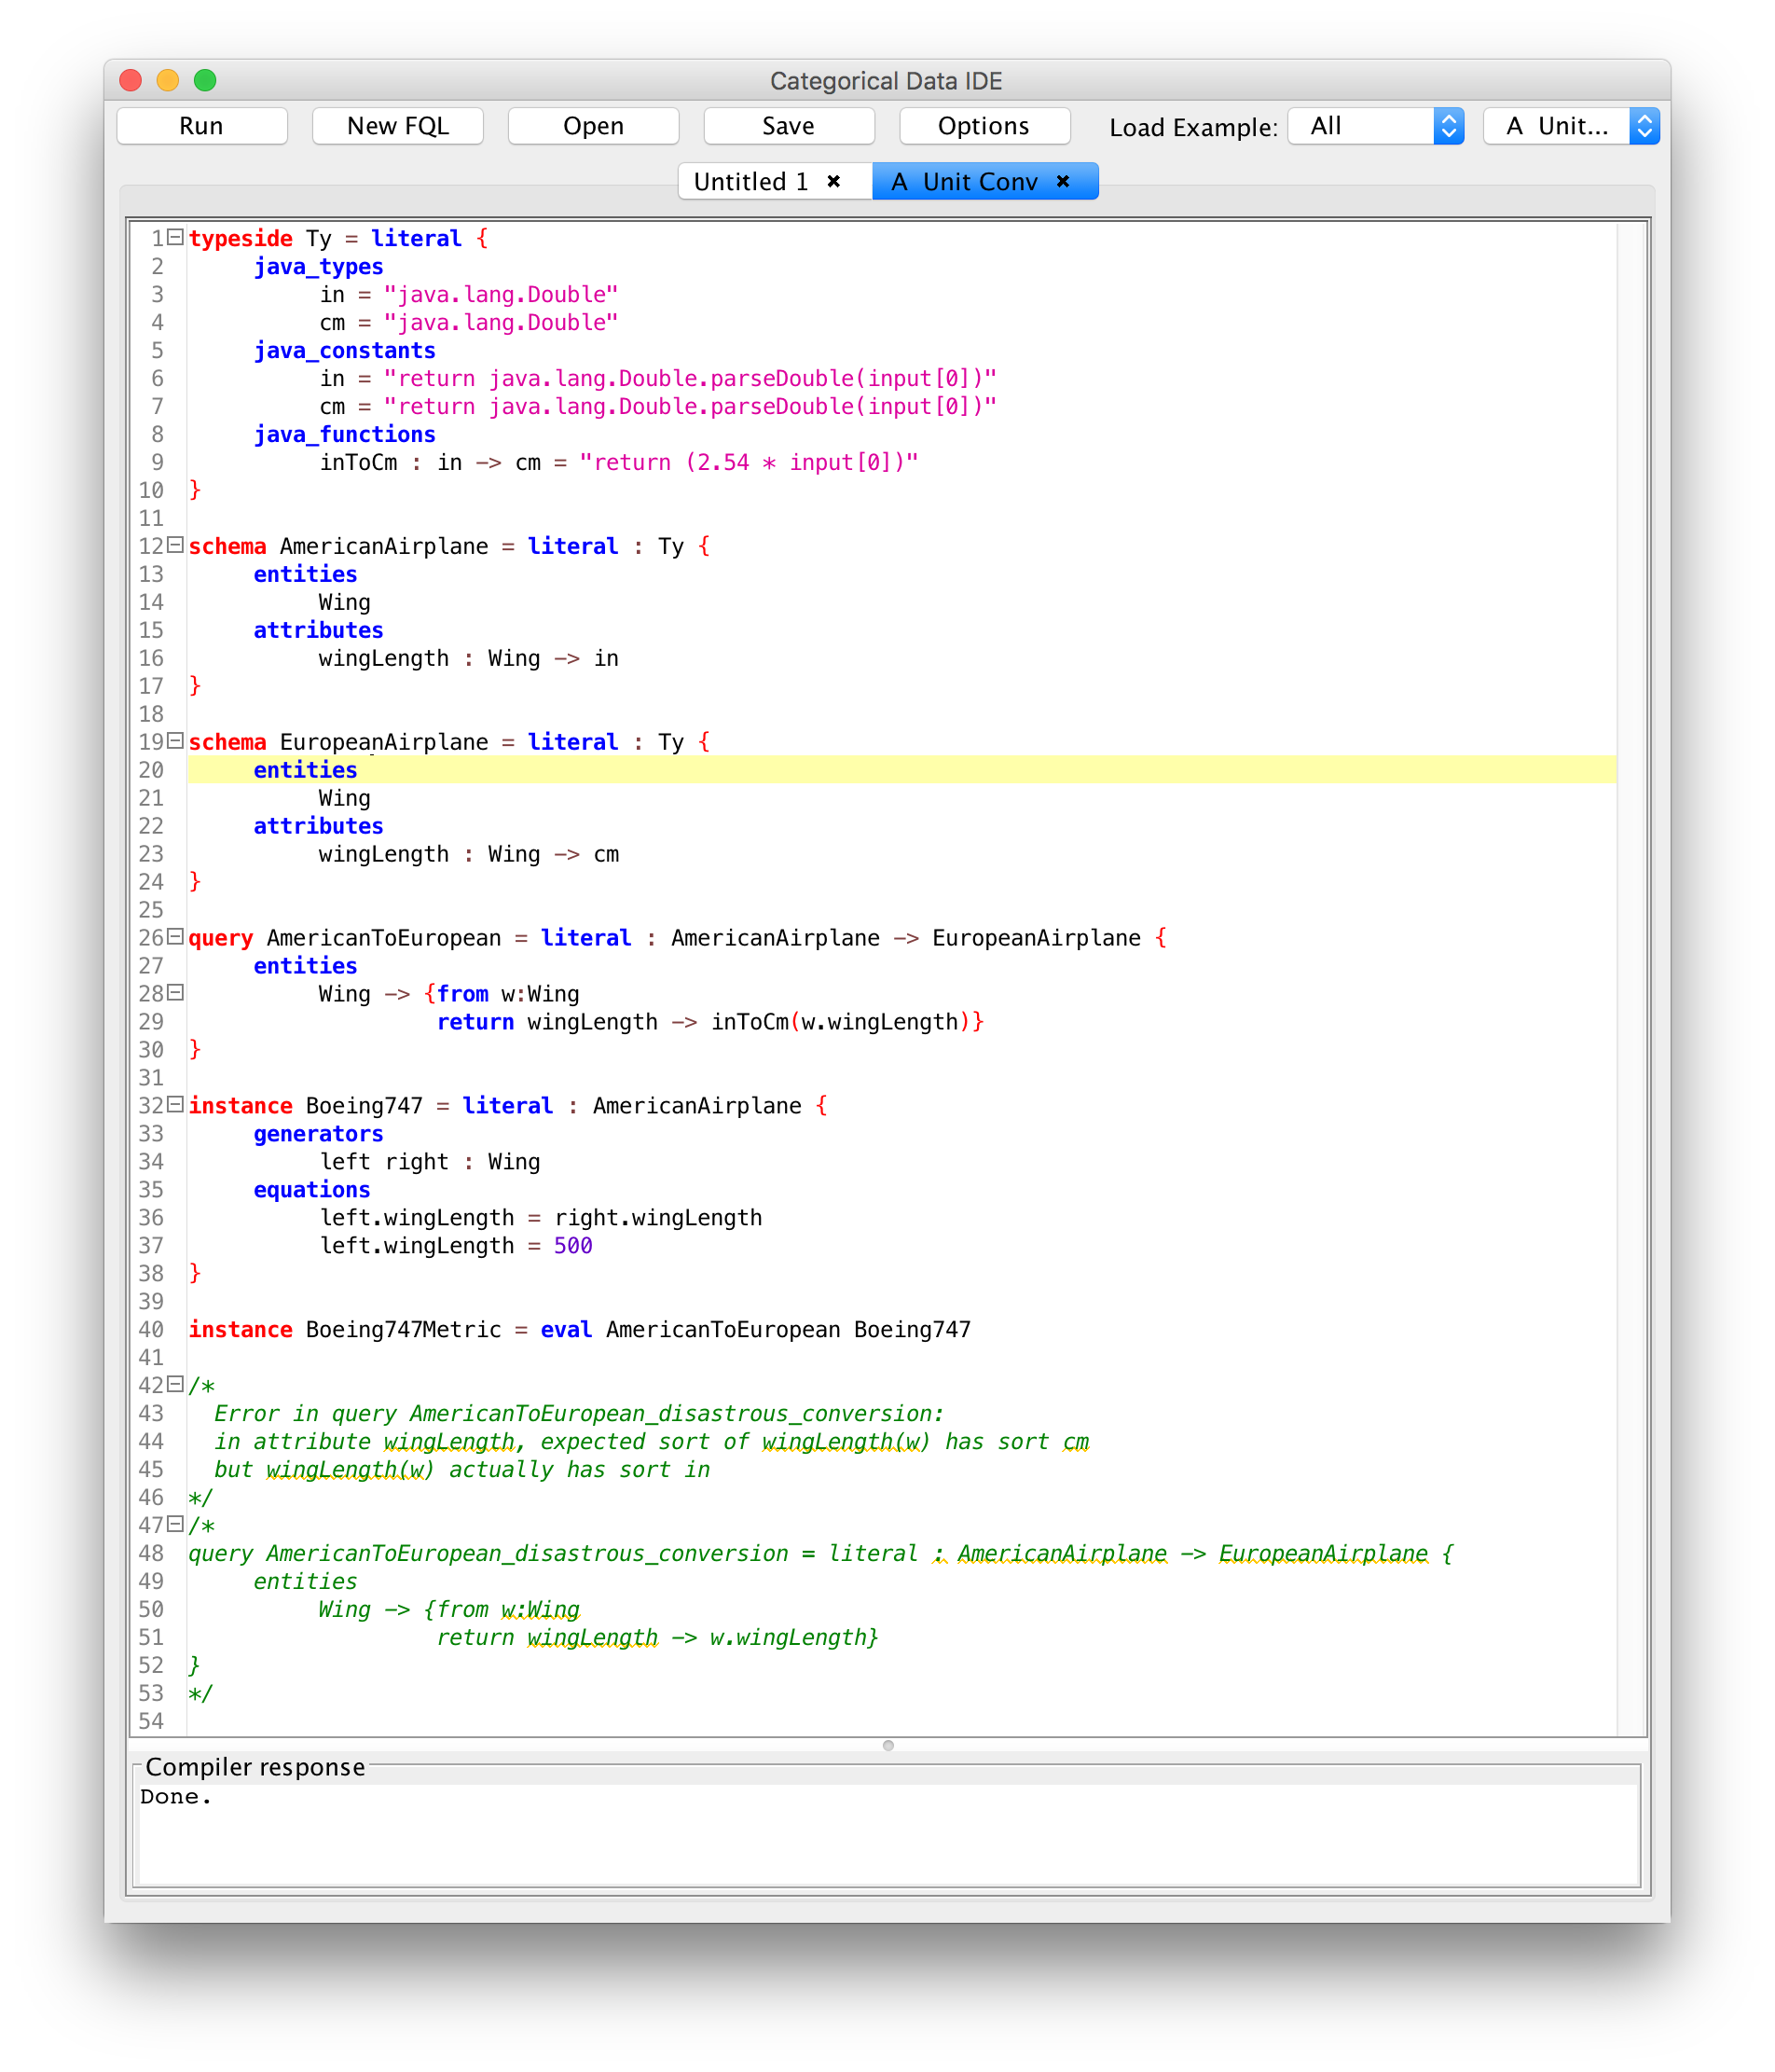 Categorical Data IDE
Run New FQL Open Save Options Load Example: All A Unit...
Untitled 1 ✖ A Unit Conv ✖
1 typeside Ty = literal {
2      java_types
3           in = "java.lang.Double"
4           cm = "java.lang.Double"
5      java_constants
6           in = "return java.lang.Double.parseDouble(input[0])"
7           cm = "return java.lang.Double.parseDouble(input[0])"
8      java_functions
9           inToCm : in -> cm = "return (2.54 * input[0])"
10 }
11
12 schema AmericanAirplane = literal : Ty {
13      entities
14           Wing
15      attributes
16           wingLength : Wing -> in
17 }
18
19 schema EuropeanAirplane = literal : Ty {
20      entities
21           Wing
22      attributes
23           wingLength : Wing -> cm
24 }
25
26 query AmericanToEuropean = literal : AmericanAirplane -> EuropeanAirplane {
27      entities
28           Wing -> {from w:Wing
29                    return wingLength -> inToCm(w.wingLength)}
30 }
31
32 instance Boeing747 = literal : AmericanAirplane {
33      generators
34           left right : Wing
35      equations
36           left.wingLength = right.wingLength
37           left.wingLength = 500
38 }
39
40 instance Boeing747Metric = eval AmericanToEuropean Boeing747
41
42 /*
43   Error in query AmericanToEuropean_disastrous_conversion:
44   in attribute wingLength, expected sort of wingLength(w) has sort cm
45   but wingLength(w) actually has sort in
46 */
47 /*
48 query AmericanToEuropean_disastrous_conversion = literal : AmericanAirplane -> EuropeanAirplane {
49      entities
50           Wing -> {from w:Wing
51                    return wingLength -> w.wingLength}
52 }
53 */
54
Compiler response
Done.